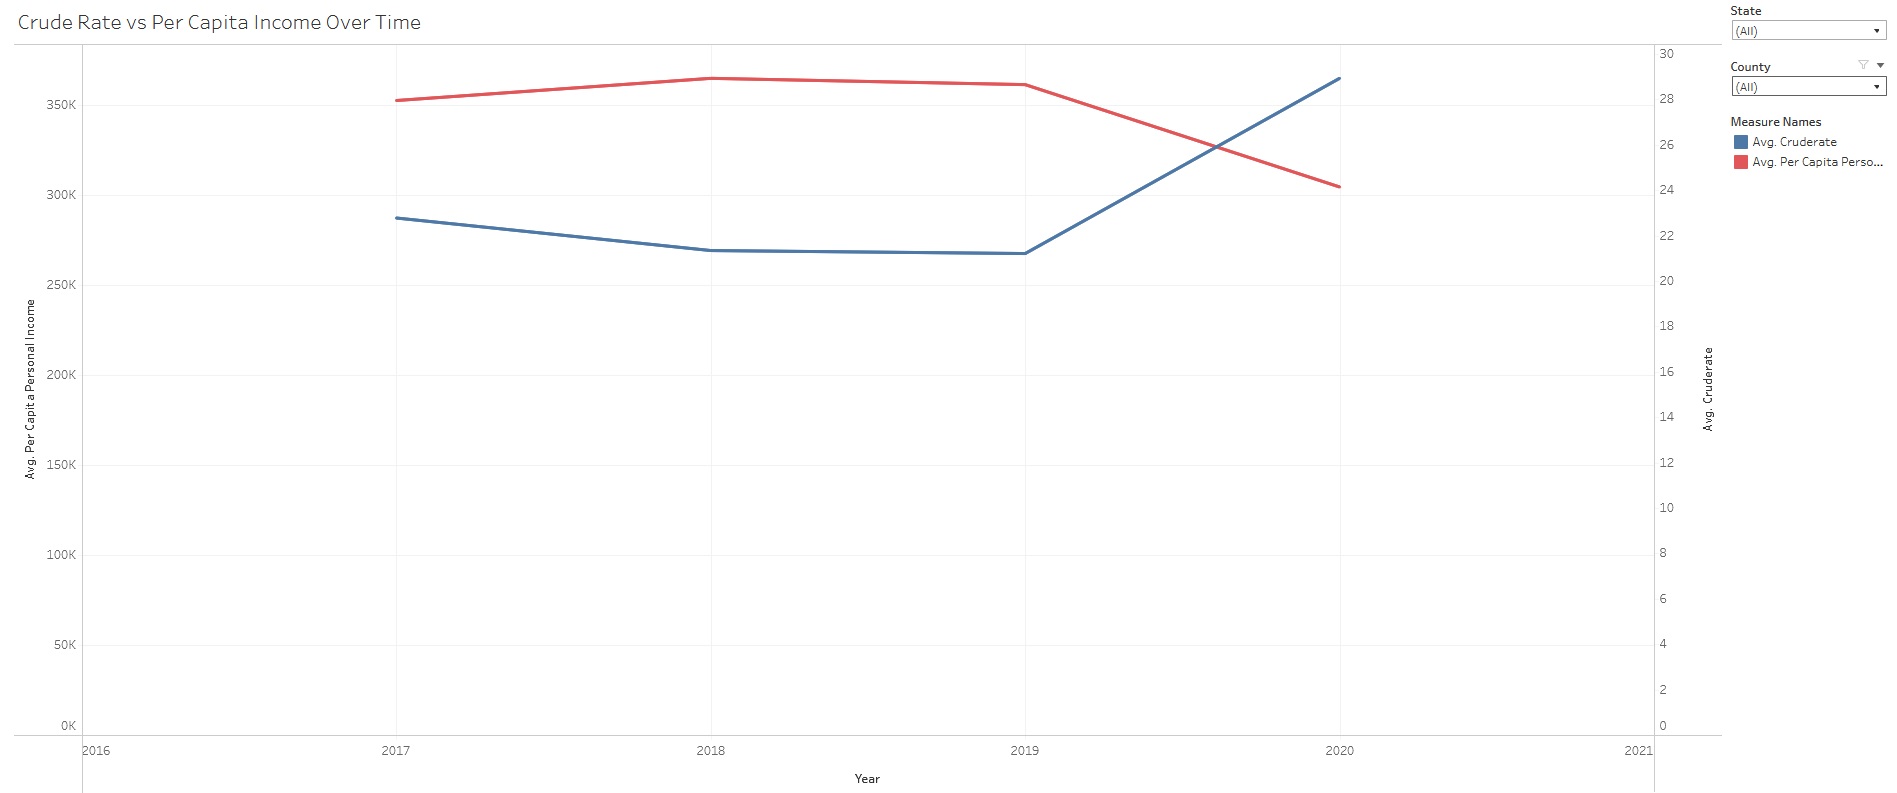 Crude Rate vs Per Capita Income Over Time
State
(All)
County
(All)
Measure Names
Avg. Cruderate
Avg. Per Capita Perso...
Avg. Per Capita Personal Income
350K
300K
250K
200K
150K
100K
50K
0K
30
28
26
24
22
20
18
16
14
12
10
8
6
4
2
0
Avg. Cruderate
2016 2017 2018 2019 2020 2021
Year